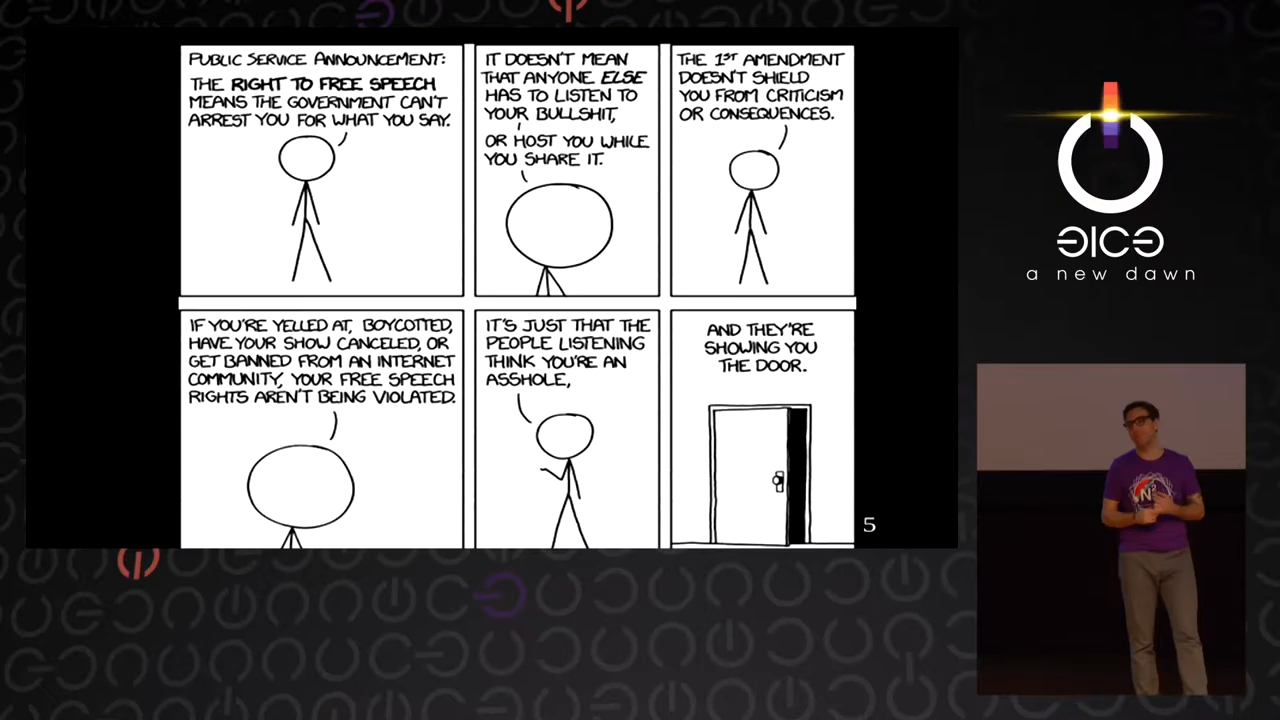 PUBLIC SERVICE ANNOUNCEMENT:
THE RIGHT TO FREE SPEECH
MEANS THE GOVERNMENT CAN'T
ARREST YOU FOR WHAT YOU SAY.
IT DOESN'T MEAN
THAT ANYONE ELSE
HAS TO LISTEN TO
YOUR BULLSHIT,
OR HOST YOU WHILE
YOU SHARE IT.
THE 1ST AMENDMENT
DOESN'T SHIELD
YOU FROM CRITICISM
OR CONSEQUENCES.
IF YOU'RE YELLED AT, BOYCOTTED,
HAVE YOUR SHOW CANCELED, OR
GET BANNED FROM AN INTERNET
COMMUNITY, YOUR FREE SPEECH
RIGHTS AREN'T BEING VIOLATED.
IT'S JUST THAT THE
PEOPLE LISTENING
THINK YOU'RE AN
ASSHOLE,
AND THEY'RE
SHOWING YOU
THE DOOR.
5
a new dawn
N²